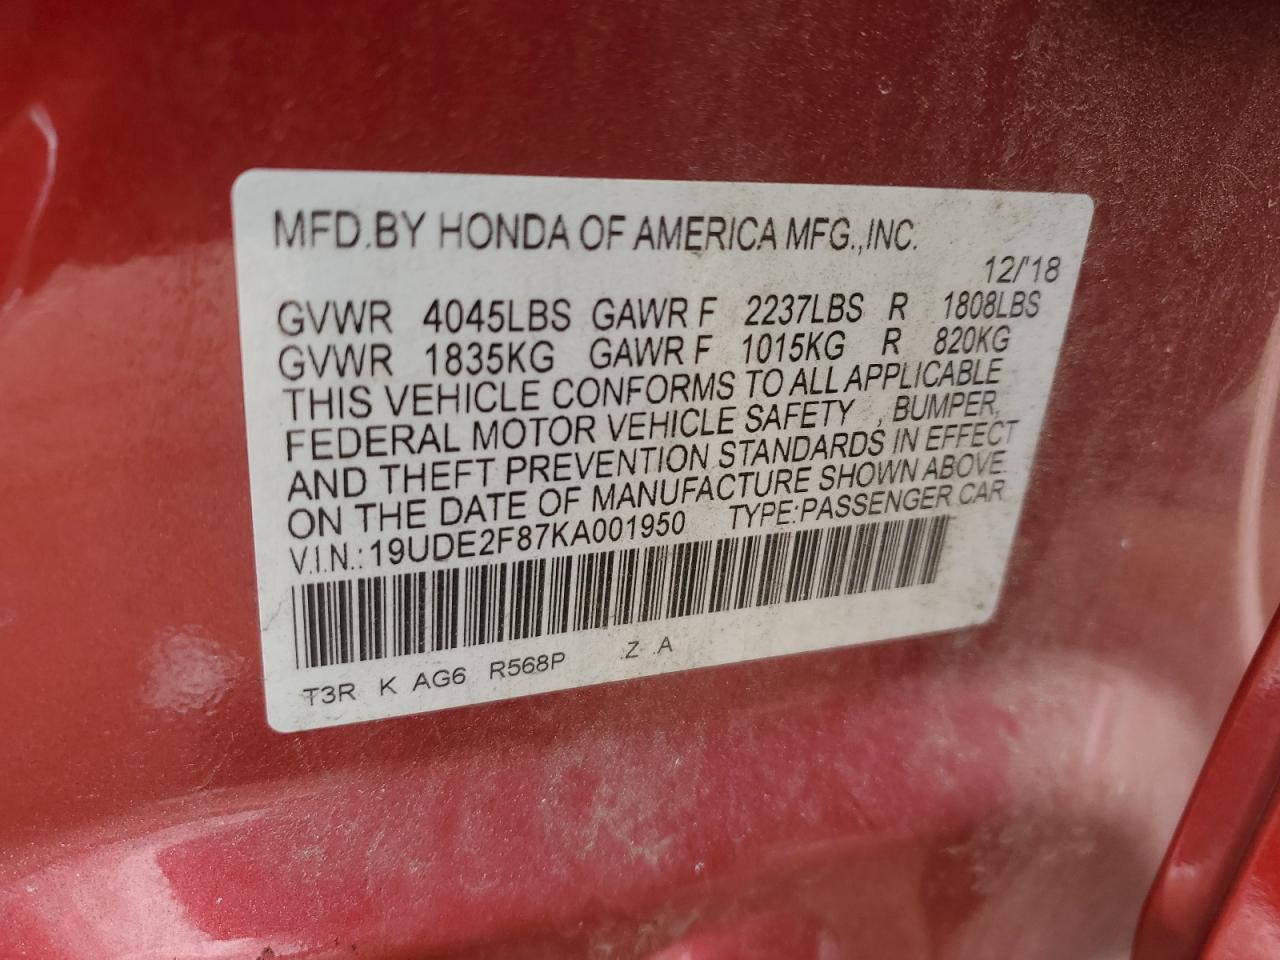 MFD.BY HONDA OF AMERICA MFG.,INC.
12/'18
GVWR 4045LBS GAWR F 2237LBS R 1808LBS
GVWR 1835KG GAWR F 1015KG R 820KG
THIS VEHICLE CONFORMS TO ALL APPLICABLE
FEDERAL MOTOR VEHICLE SAFETY , BUMPER,
AND THEFT PREVENTION STANDARDS IN EFFECT
ON THE DATE OF MANUFACTURE SHOWN ABOVE.
V.I.N.: 19UDE2F87KA001950 TYPE:PASSENGER CAR
T3R K AG6 R568P .Z .A